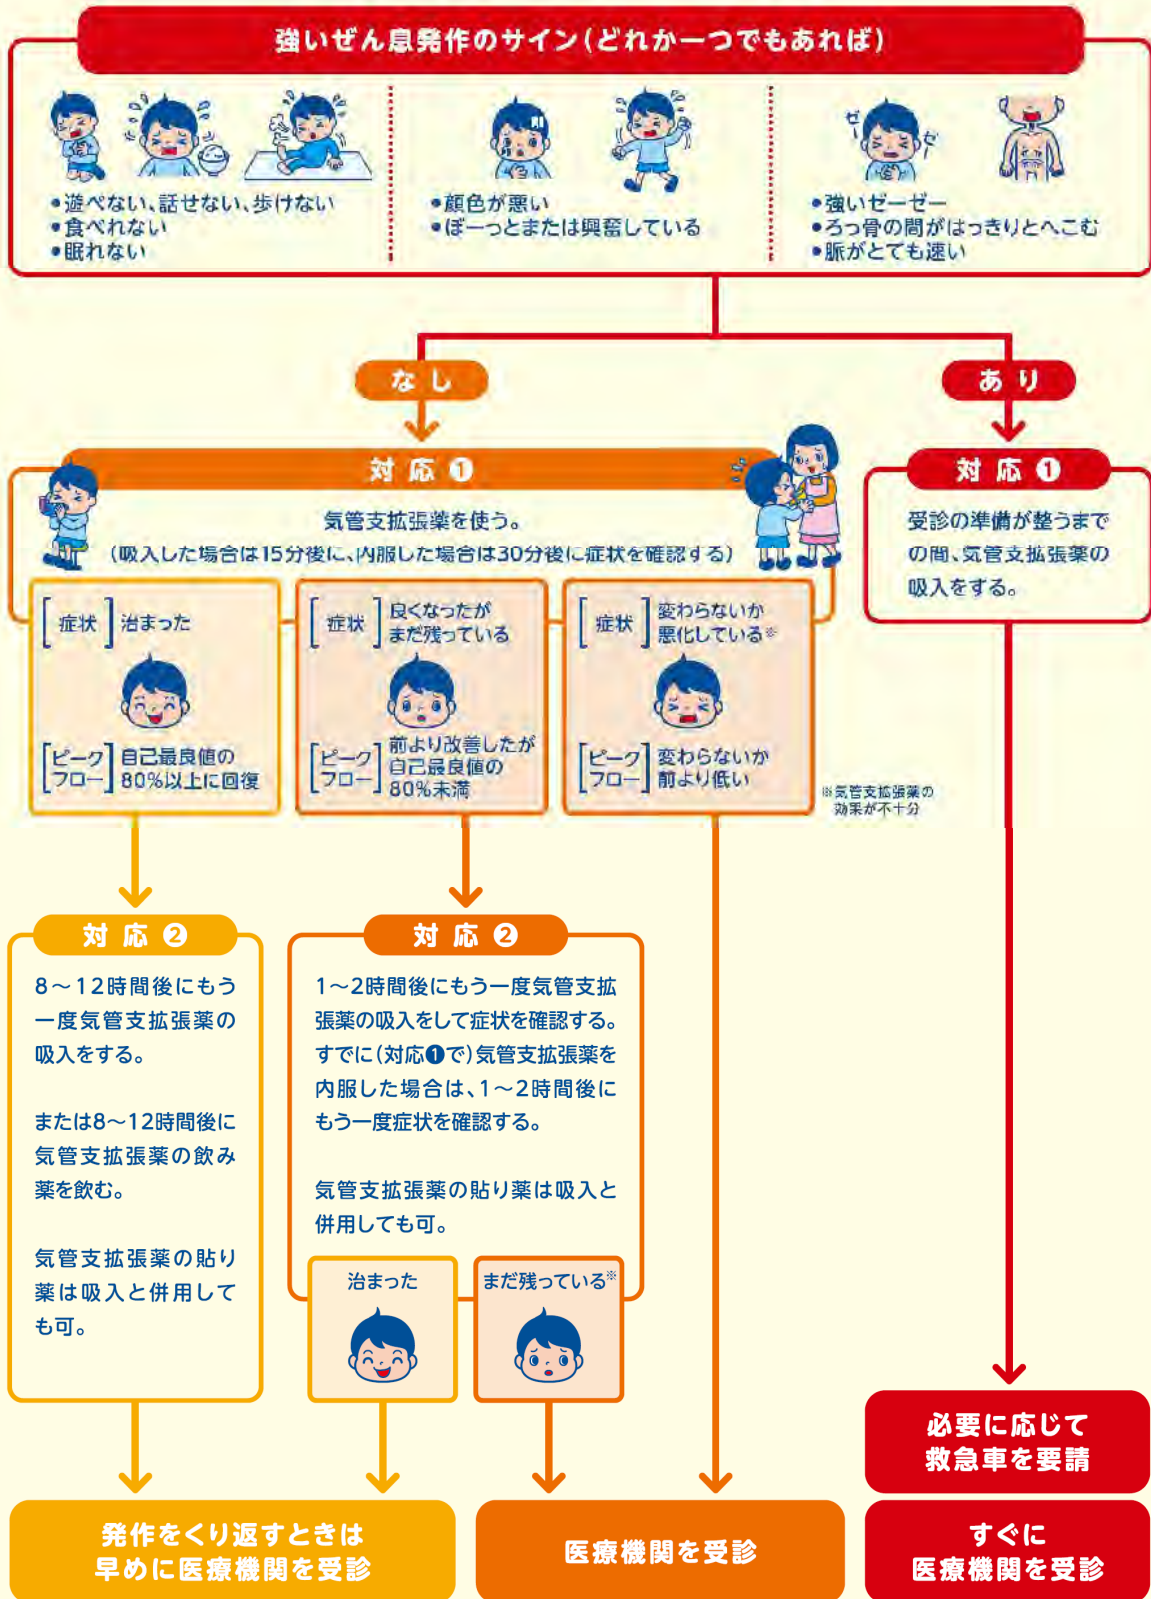 強いぜん息発作のサイン(どれか一つでもあれば)
●遊べない、話せない、歩けない
●食べれない
●眠れない
●顔色が悪い
●ぼーっとまたは興奮している
ゼー
ゼー
●強いゼーゼー
●ろっ骨の間がはっきりとへこむ
●脈がとても速い
なし
あり
対応❶
気管支拡張薬を使う。
(吸入した場合は15分後に、内服した場合は30分後に症状を確認する)
[症状]治まった
[ピークフロー]自己最良値の
80%以上に回復
[症状]良くなったが
まだ残っている
[ピークフロー]前より改善したが
自己最良値の
80%未満
[症状]変わらないか
悪化している※
[ピークフロー]変わらないか
前より低い
※気管支拡張薬の
効果が不十分
対応❶
受診の準備が整うまで
の間、気管支拡張薬の
吸入をする。
対応❷
8〜12時間後にもう
一度気管支拡張薬の
吸入をする。
または8〜12時間後に
気管支拡張薬の飲み
薬を飲む。
気管支拡張薬の貼り
薬は吸入と併用して
も可。
対応❷
1〜2時間後にもう一度気管支拡
張薬の吸入をして症状を確認する。
すでに(対応❶で)気管支拡張薬を
内服した場合は、1〜2時間後に
もう一度症状を確認する。
気管支拡張薬の貼り薬は吸入と
併用しても可。
治まった
まだ残っている※
発作をくり返すときは
早めに医療機関を受診
医療機関を受診
必要に応じて
救急車を要請
すぐに
医療機関を受診